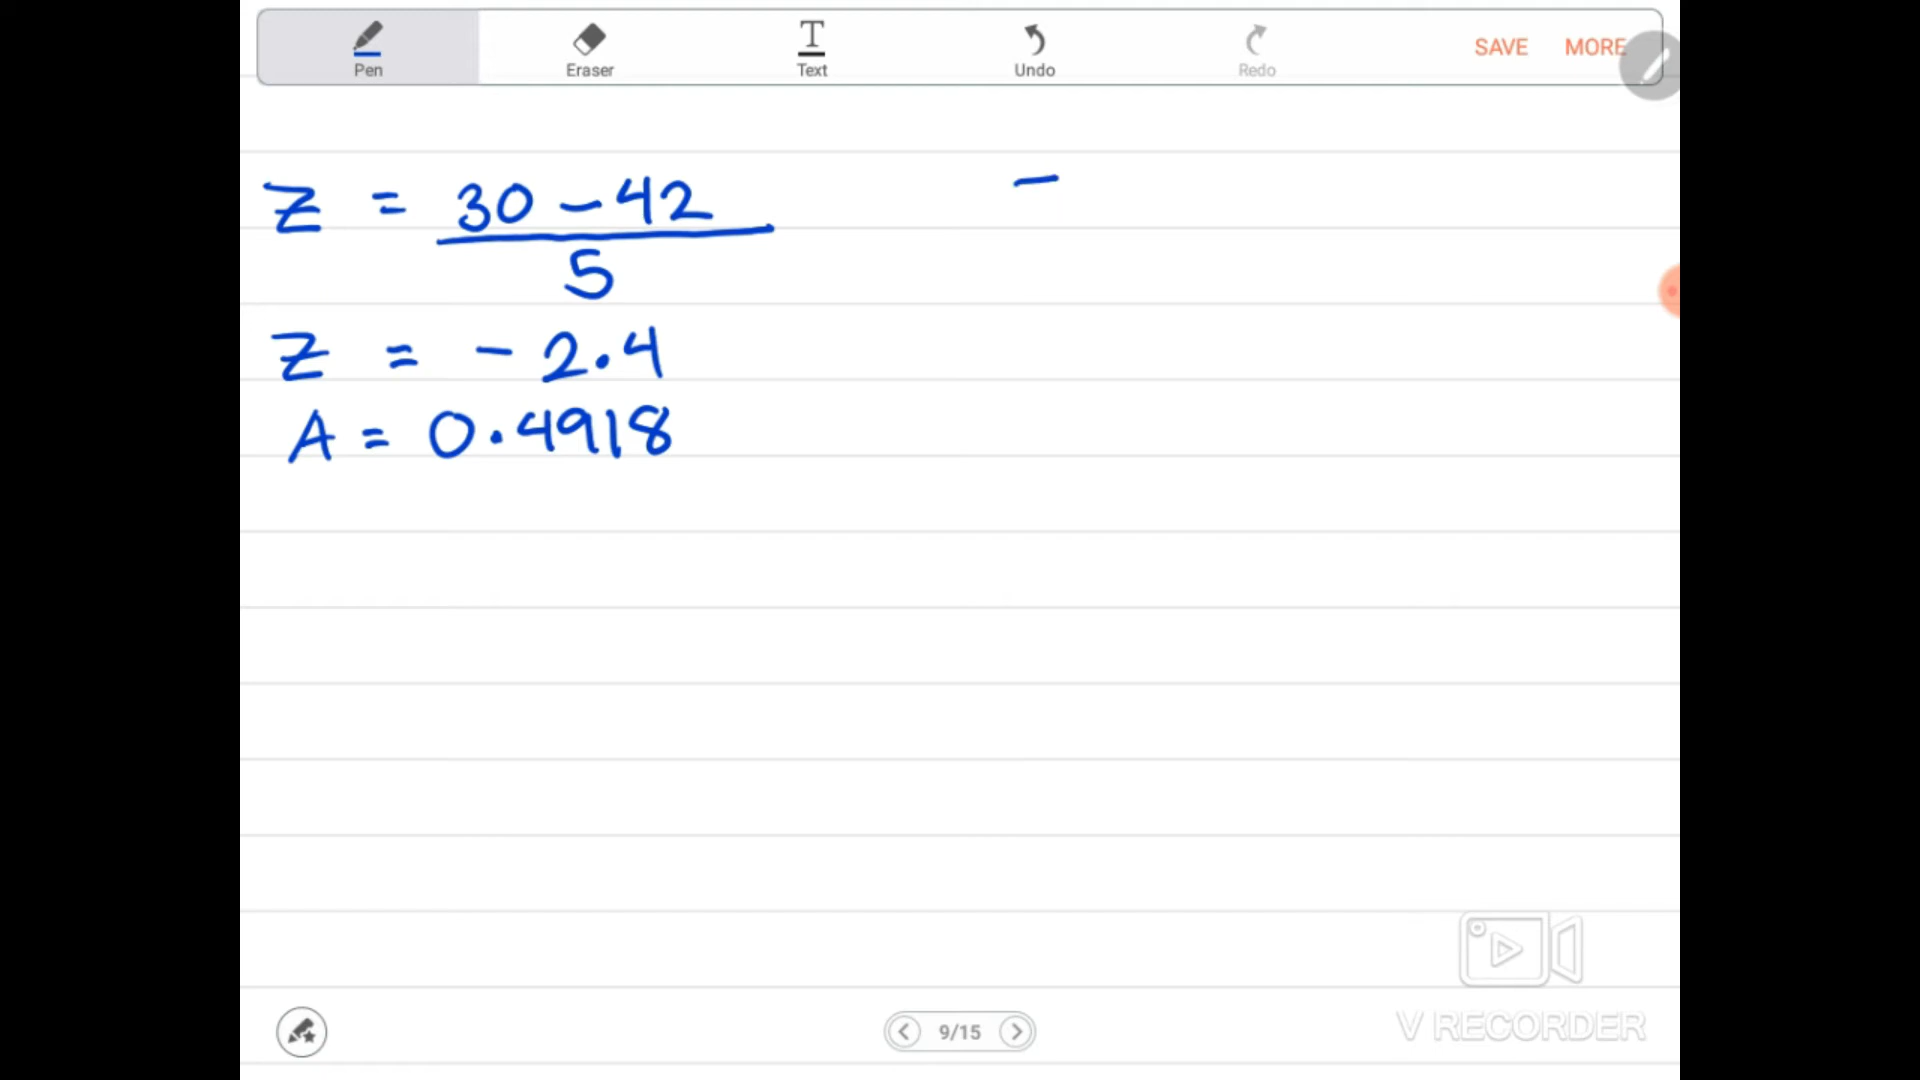 Pen Eraser Text Undo Redo SAVE MORE
Z = 30 - 42
5
Z = - 2.4
A = 0.4918
9/15
V RECORDER